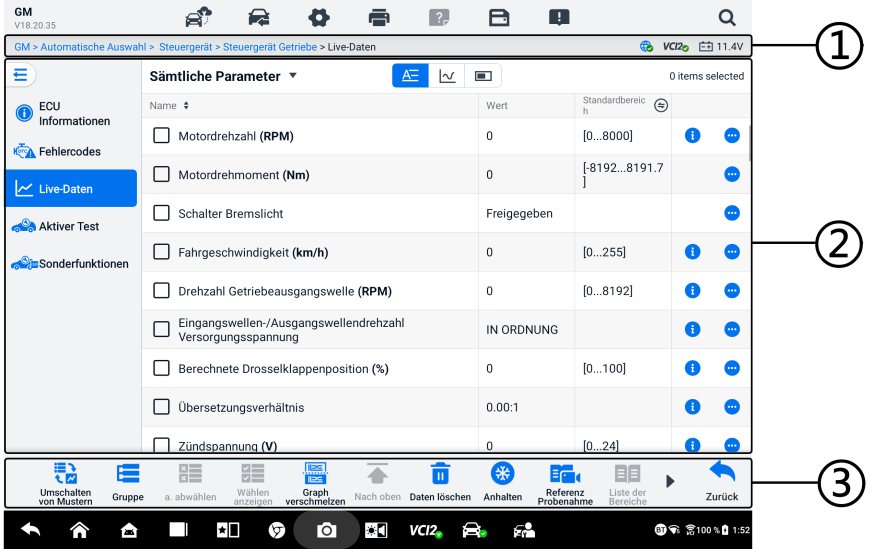 GM
V18.20.35
GM > Automatische Auswahl > Steuergerät > Steuergerät Getriebe > Live-Daten VCI2 11.4V
1
Sämtliche Parameter 0 items selected
Name Wert Standardbereic
h
ECU
Informationen
Fehlercodes
Live-Daten
Aktiver Test
Sonderfunktionen
Motordrehzahl (RPM) 0 [0...8000]
Motordrehmoment (Nm) 0 [-8192...8191.7
]
Schalter Bremslicht Freigegeben
Fahrgeschwindigkeit (km/h) 0 [0...255]
2
Drehzahl Getriebeausgangswelle (RPM) 0 [0...8192]
Eingangswellen-/Ausgangswellendrehzahl
Versorgungsspannung IN ORDNUNG
Berechnete Drosselklappenposition (%) 0 [0...100]
Übersetzungsverhältnis 0.00:1
Zündspannung (V) 0 [0...24]
Umschalten
von Mustern
Gruppe
a. abwählen
Wählen
anzeigen
Graph
verschmelzen
Nach oben
Daten löschen
Anhalten
Referenz
Probenahme
Liste der
Bereiche
Zurück
3
VCI2 BT 100 % 1:52